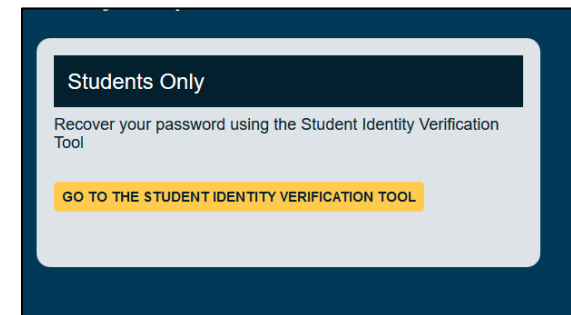 Students Only
Recover your password using the Student Identity Verification
Tool
GO TO THE STUDENT IDENTITY VERIFICATION TOOL